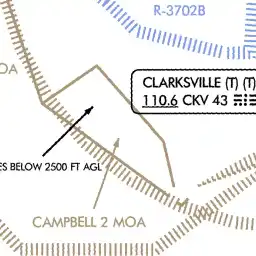 R-3702B
OA
CLARKSVILLE (T) (T)
110.6 CKV 43
ES BELOW 2500 FT AGL
CAMPBELL 2 MOA